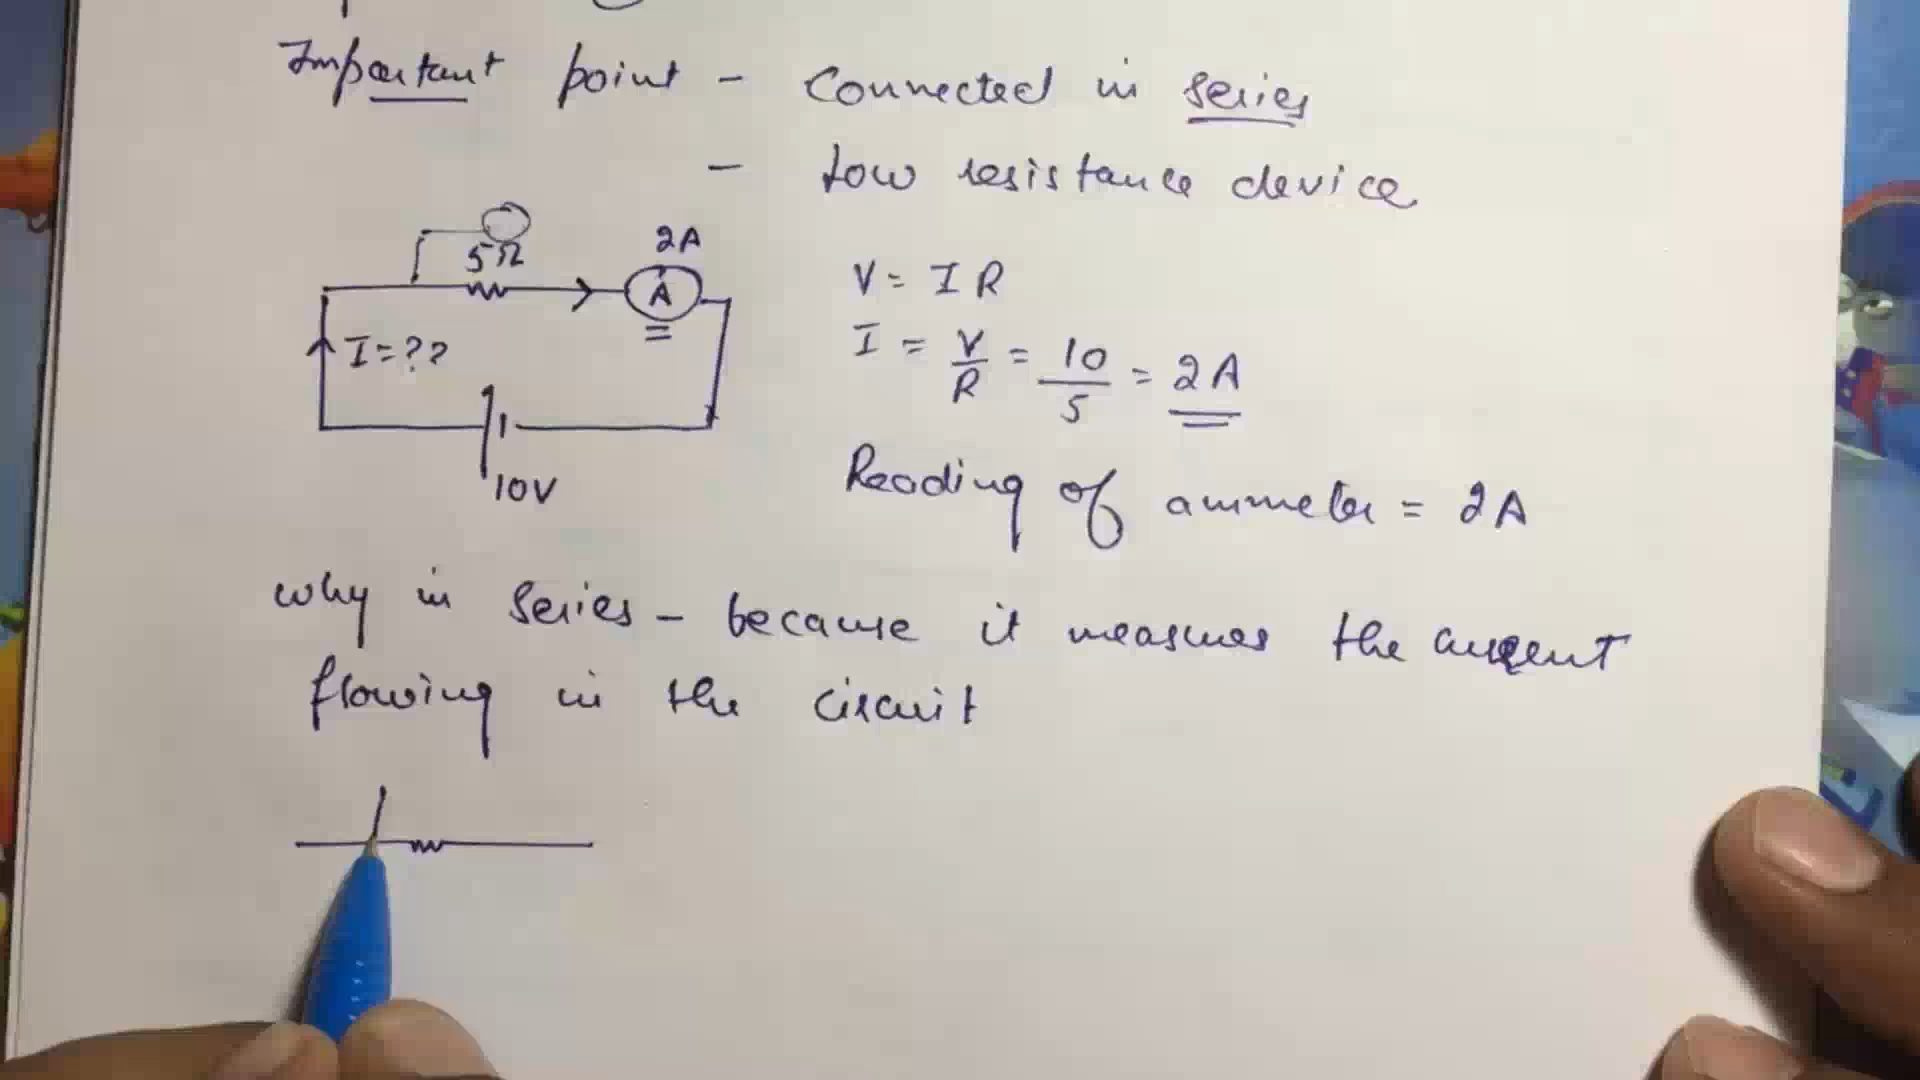 Important point - Connected in series
- Low resistance device
5Ω
2A
A
I = ??
10V
V = I R
I = V/R = 10/5 = 2A
Reading of ammeter = 2A
why in series - because it measures the current
flowing in the circuit